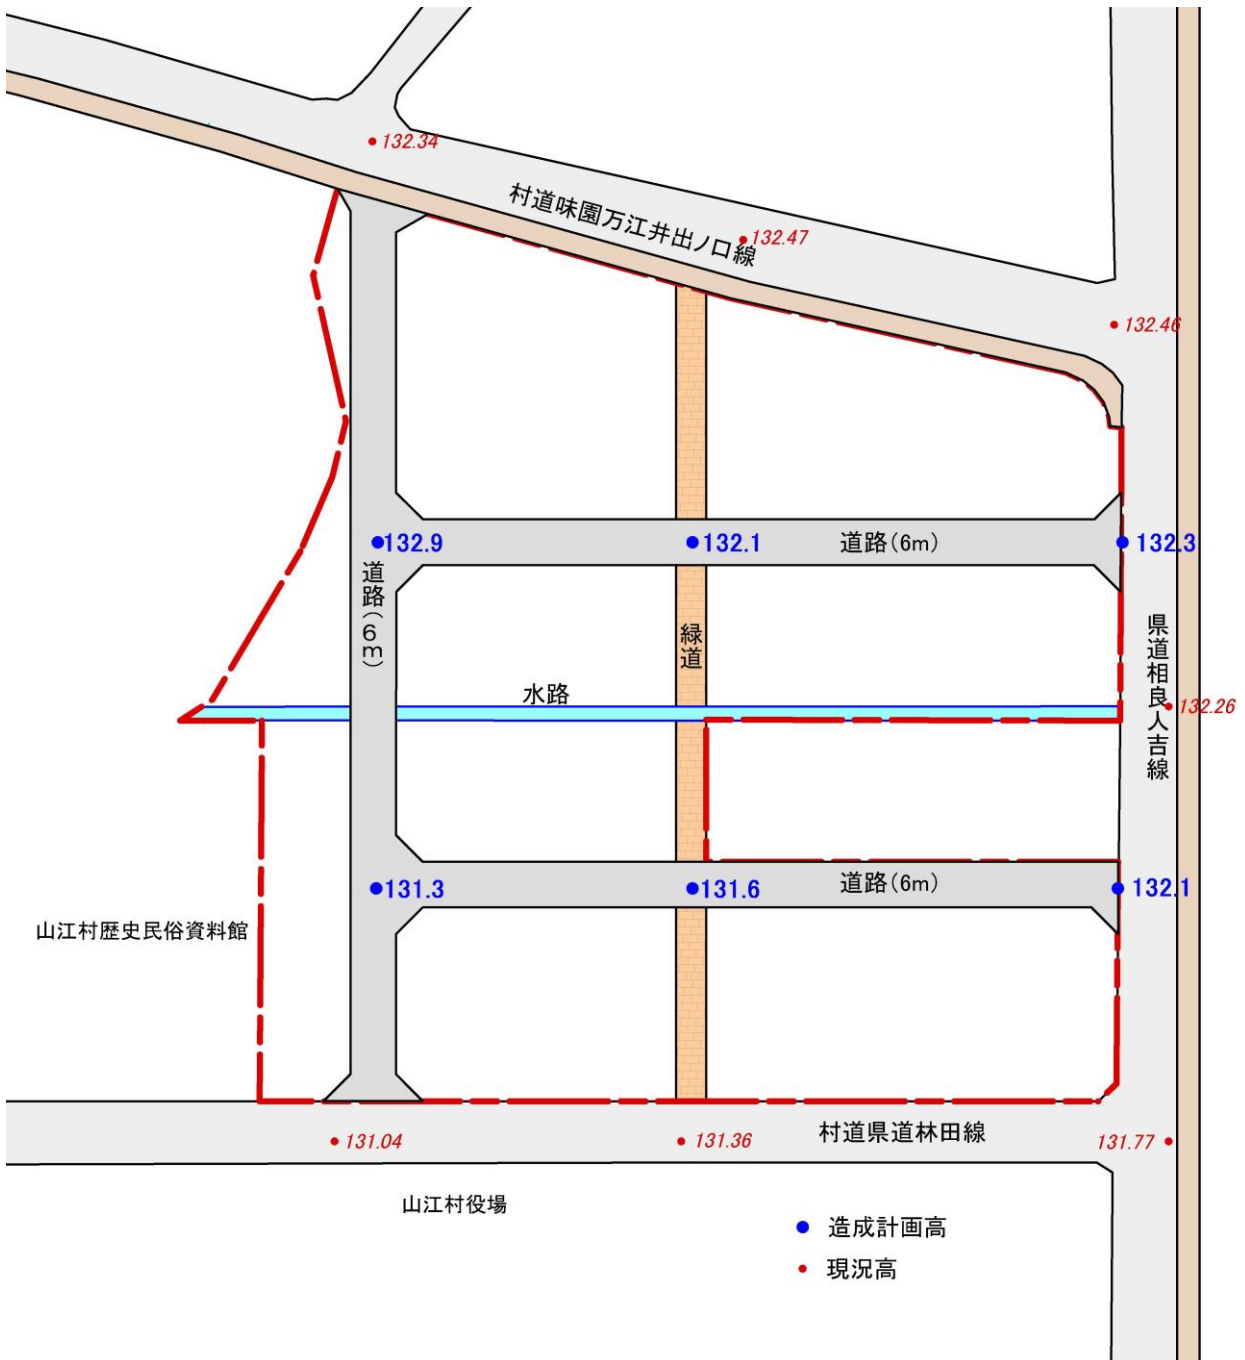 132.34
村道味園万江井出ノ口線
132.47
132.46
132.9
132.1
道路(6m)
132.3
道路(6m)
緑道
県道相良人吉線
水路
132.26
131.3
131.6
道路(6m)
132.1
山江村歴史民俗資料館
131.04
131.36
村道県道林田線
131.77
山江村役場
造成計画高
現況高